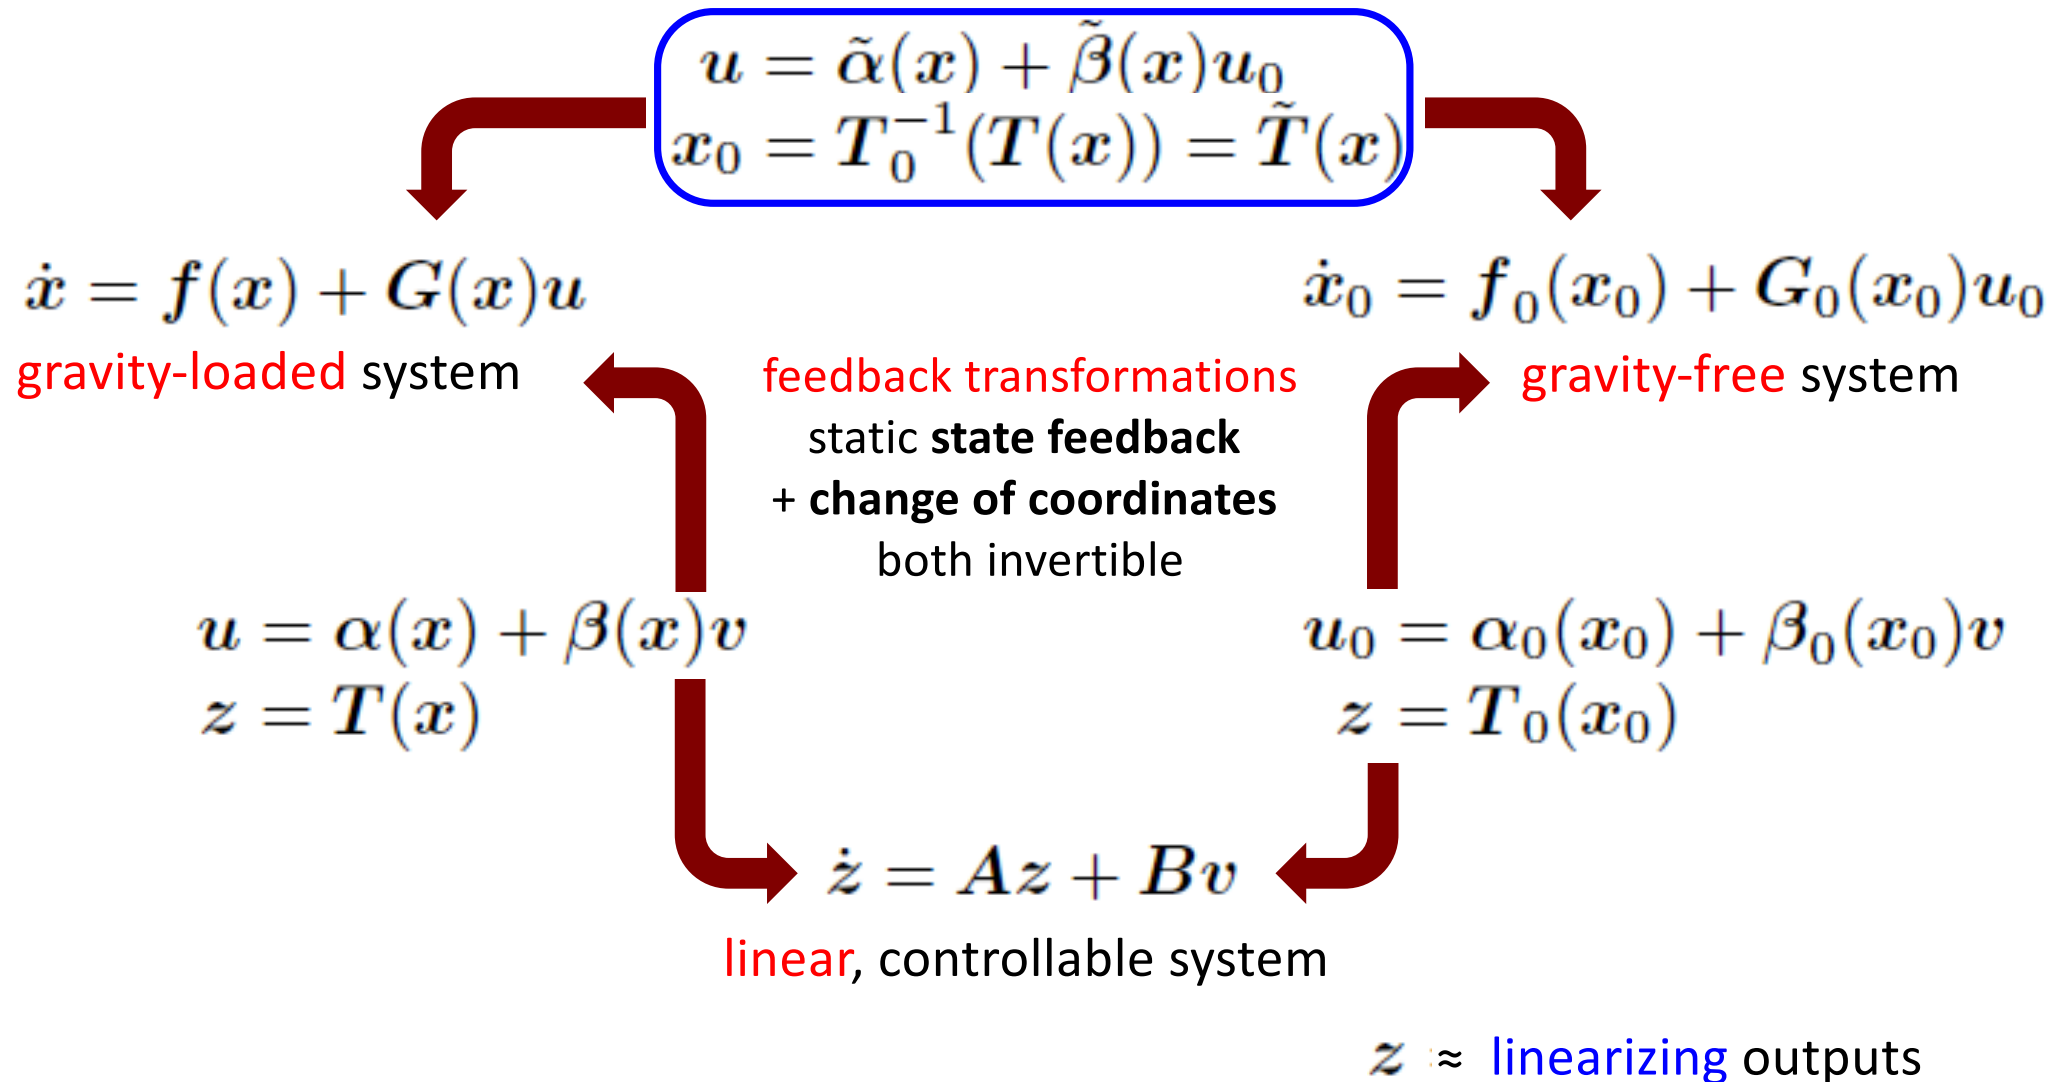 u = α̃(x) + β̃(x)u₀
x₀ = T₀⁻¹(T(x)) = T̃(x)
ẋ = f(x) + G(x)u
gravity-loaded system
ẋ₀ = f₀(x₀) + G₀(x₀)u₀
gravity-free system
feedback transformations
static state feedback
+ change of coordinates
both invertible
u = α(x) + β(x)v
z = T(x)
u₀ = α₀(x₀) + β₀(x₀)v
z = T₀(x₀)
ż = Az + Bv
linear, controllable system
z ≈ linearizing outputs